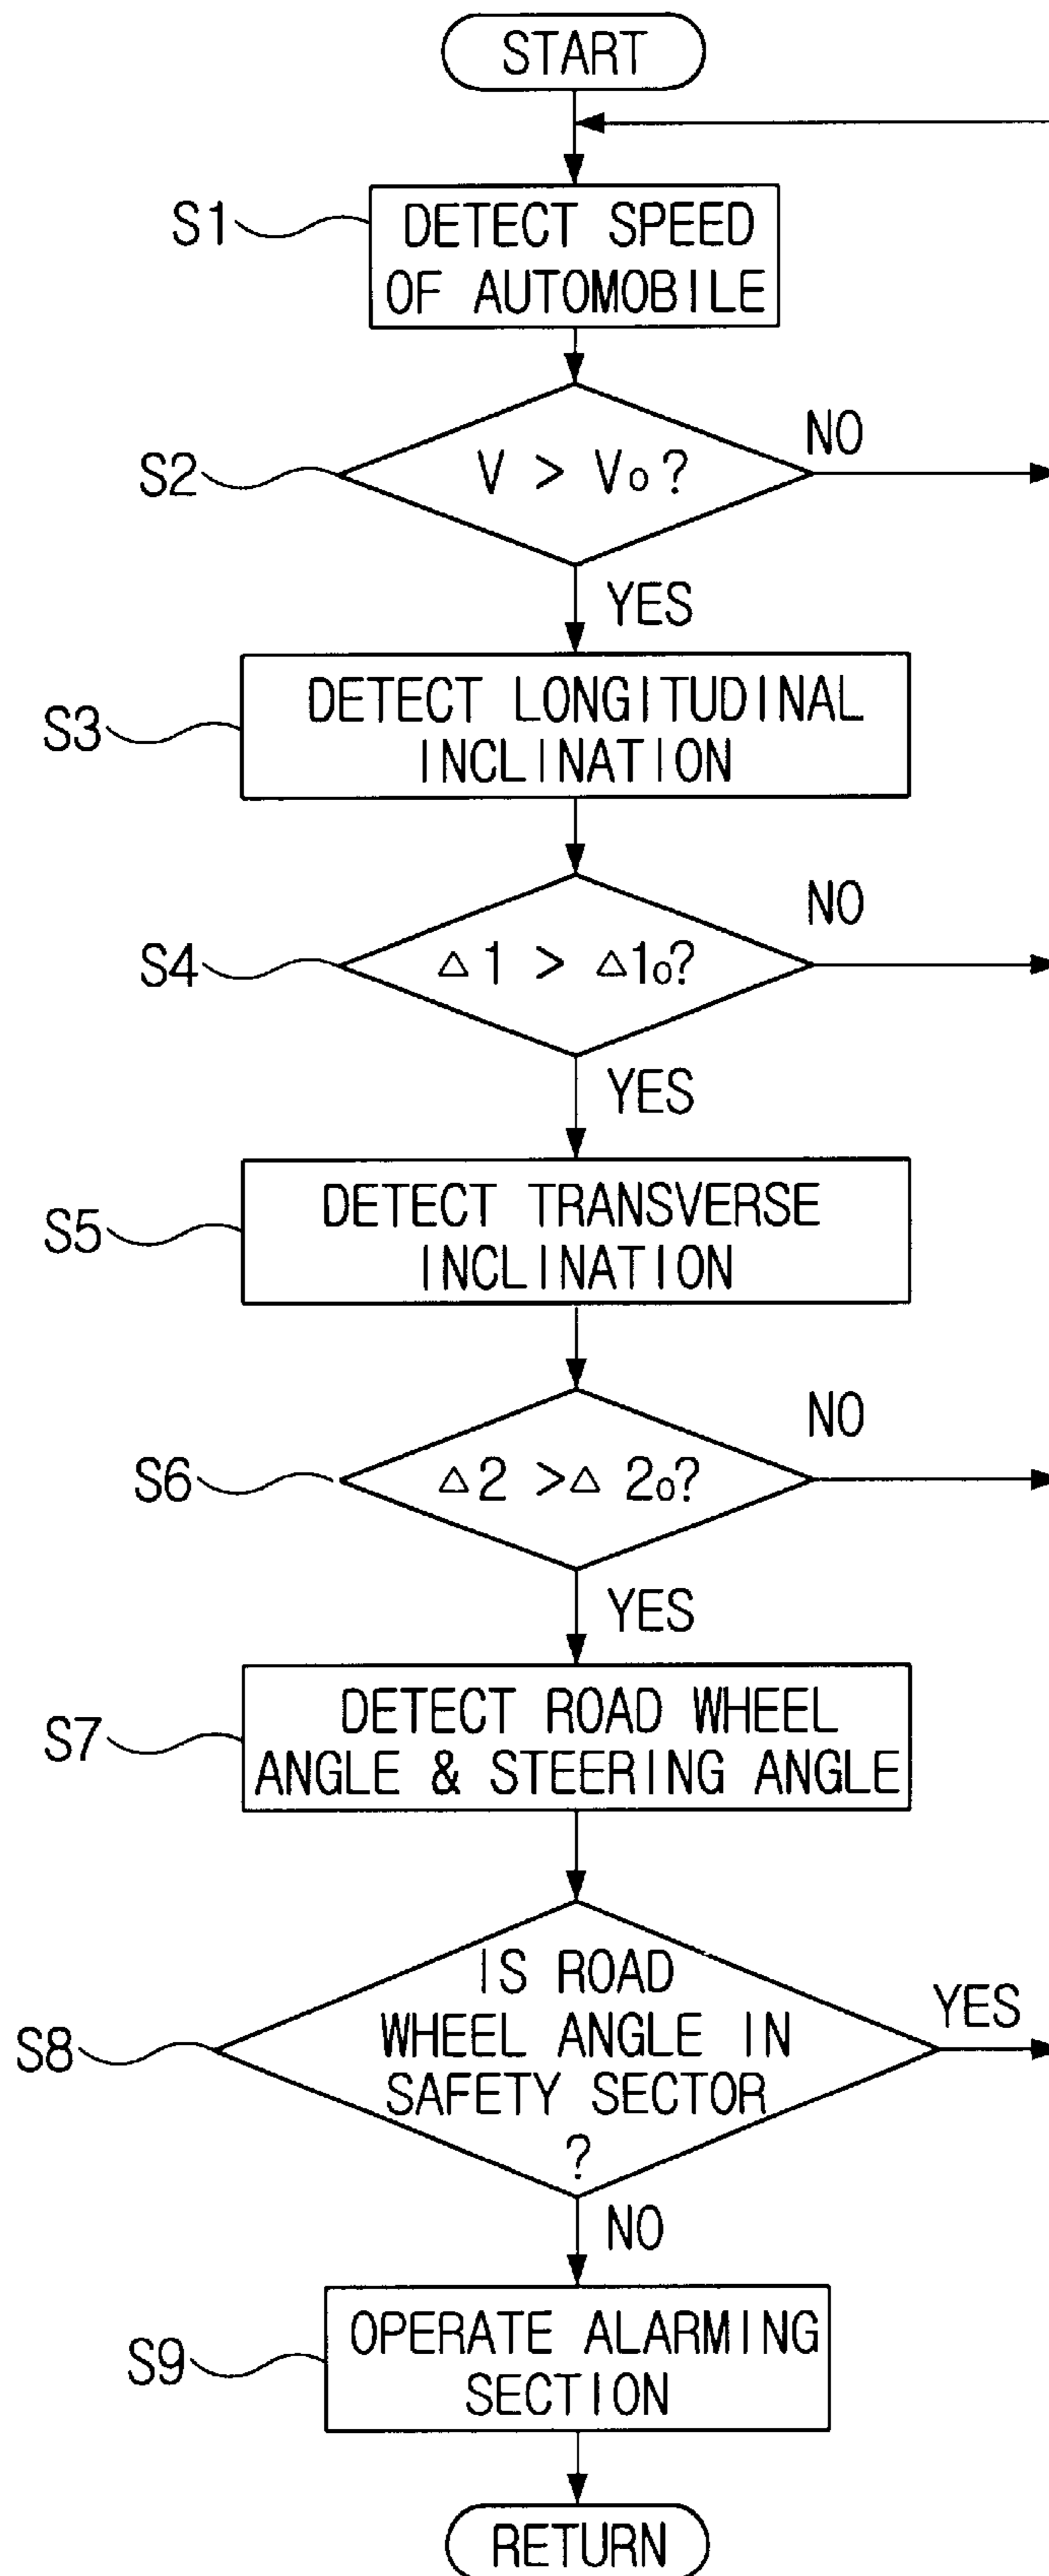 START
S1
DETECT SPEED
OF AUTOMOBILE
S2
V > Vo ?
NO
YES
S3
DETECT LONGITUDINAL
INCLINATION
S4
△1 > △1o?
NO
YES
S5
DETECT TRANSVERSE
INCLINATION
S6
△2 >△ 2o?
NO
YES
S7
DETECT ROAD WHEEL
ANGLE & STEERING ANGLE
S8
IS ROAD
WHEEL ANGLE IN
SAFETY SECTOR
?
YES
NO
S9
OPERATE ALARMING
SECTION
RETURN